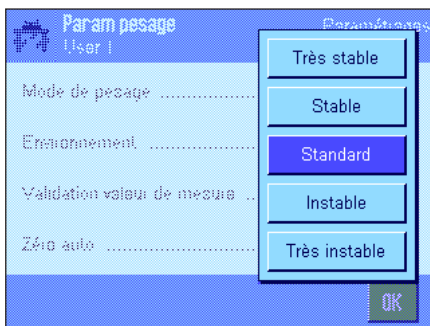 Param pesage
Paramétrages
User 1
Mode de pesage
Environnement
Validation valeur de mesure
Zéro auto
Très stable
Stable
Standard
Instable
Très instable
OK